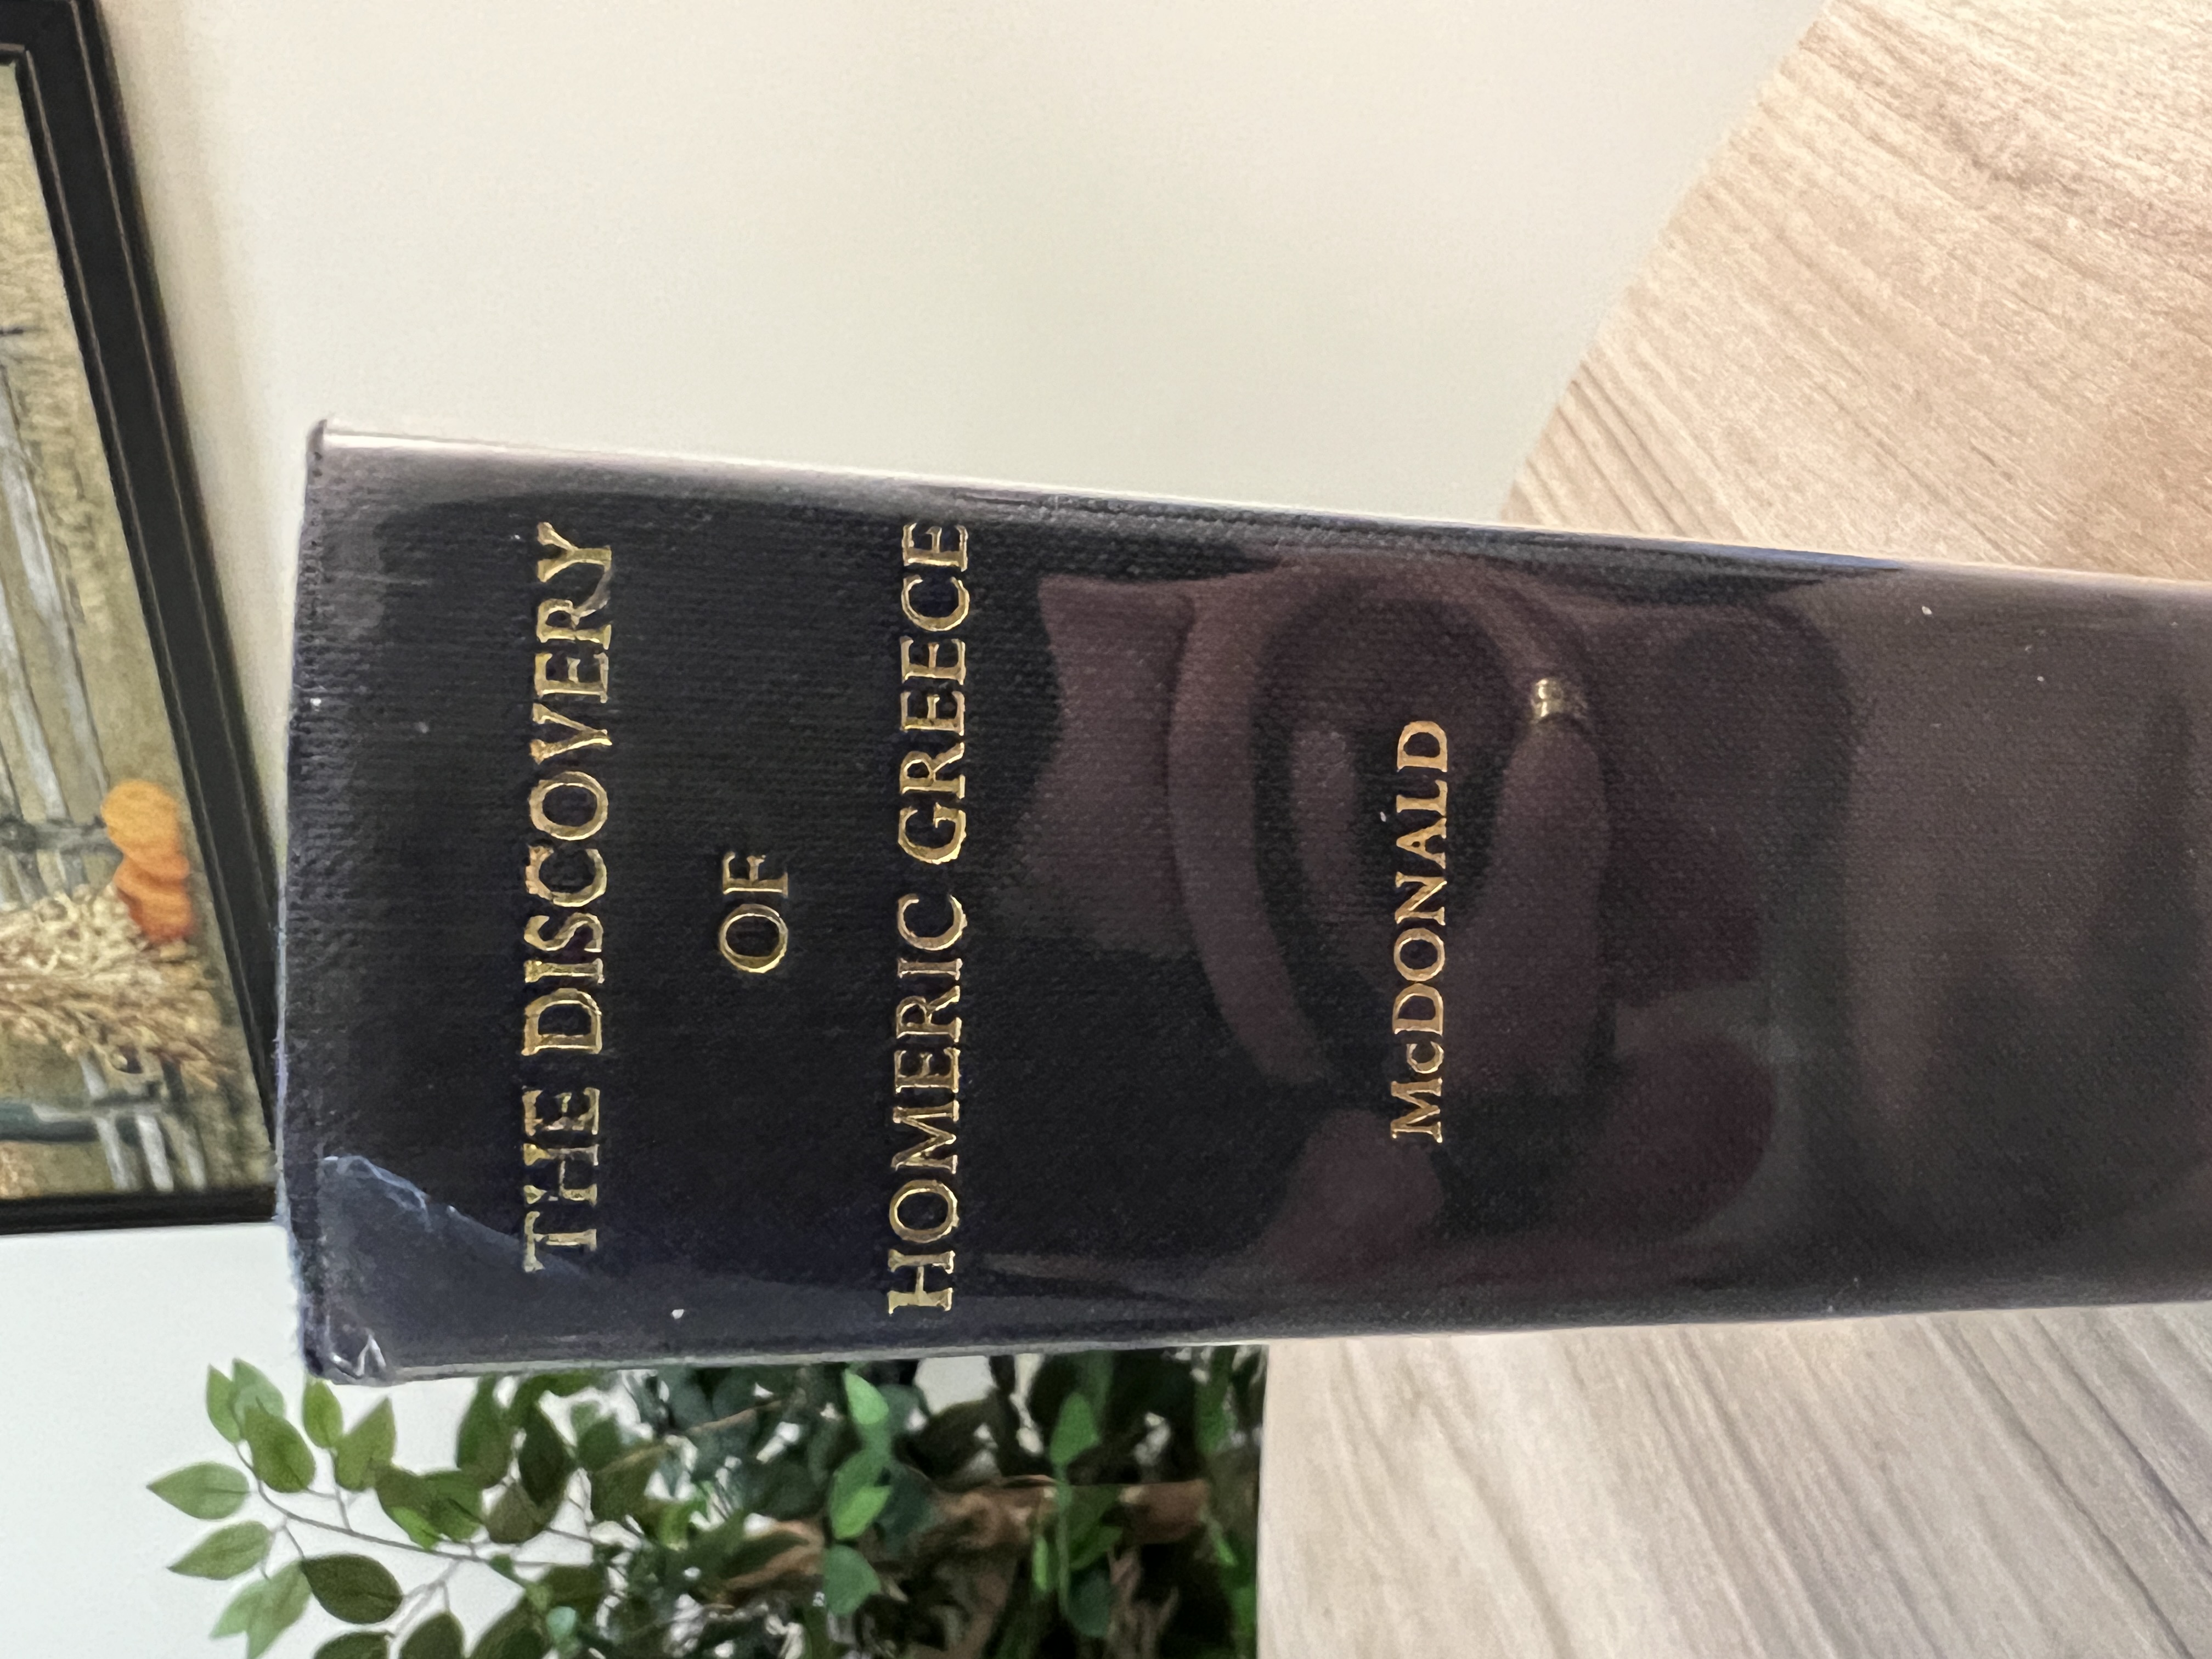 THE DISCOVERY
OF
HOMERIC GREECE
McDONALD